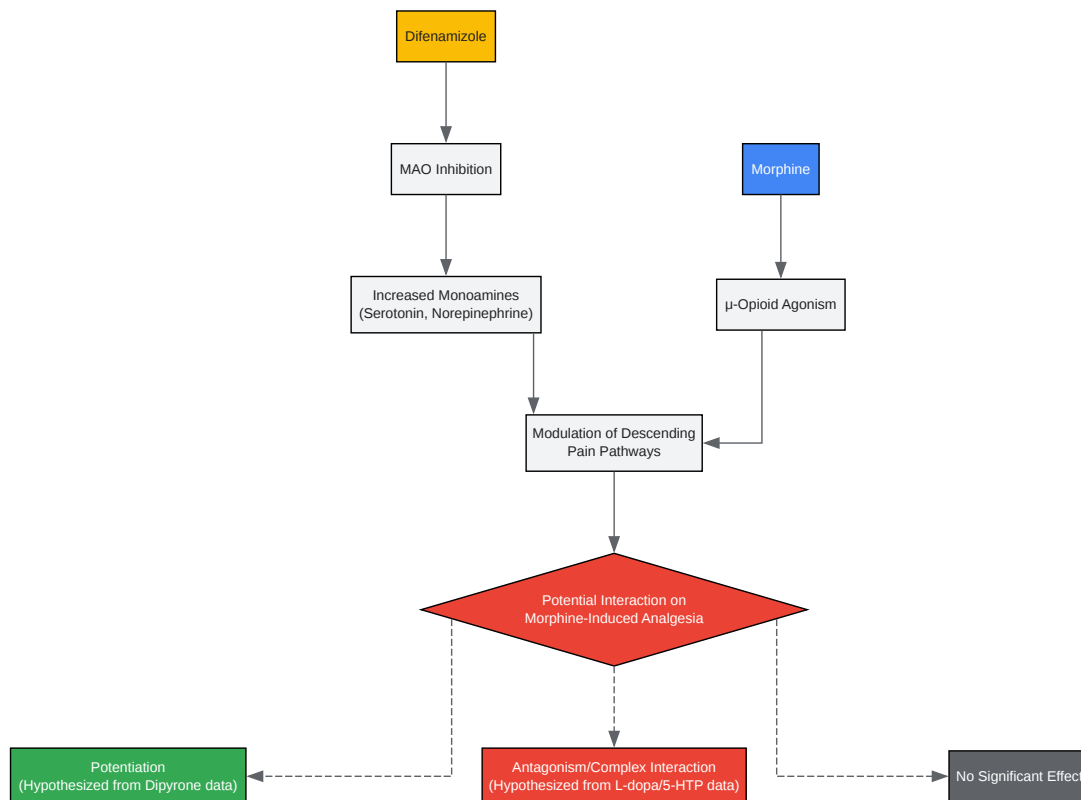 Difenamizole
MAO Inhibition
Morphine
Increased Monoamines
(Serotonin, Norepinephrine)
μ-Opioid Agonism
Modulation of Descending
Pain Pathways
Potential Interaction on
Morphine-Induced Analgesia
Potentiation
(Hypothesized from Dipyrone data)
Antagonism/Complex Interaction
(Hypothesized from L-dopa/5-HTP data)
No Significant Effect